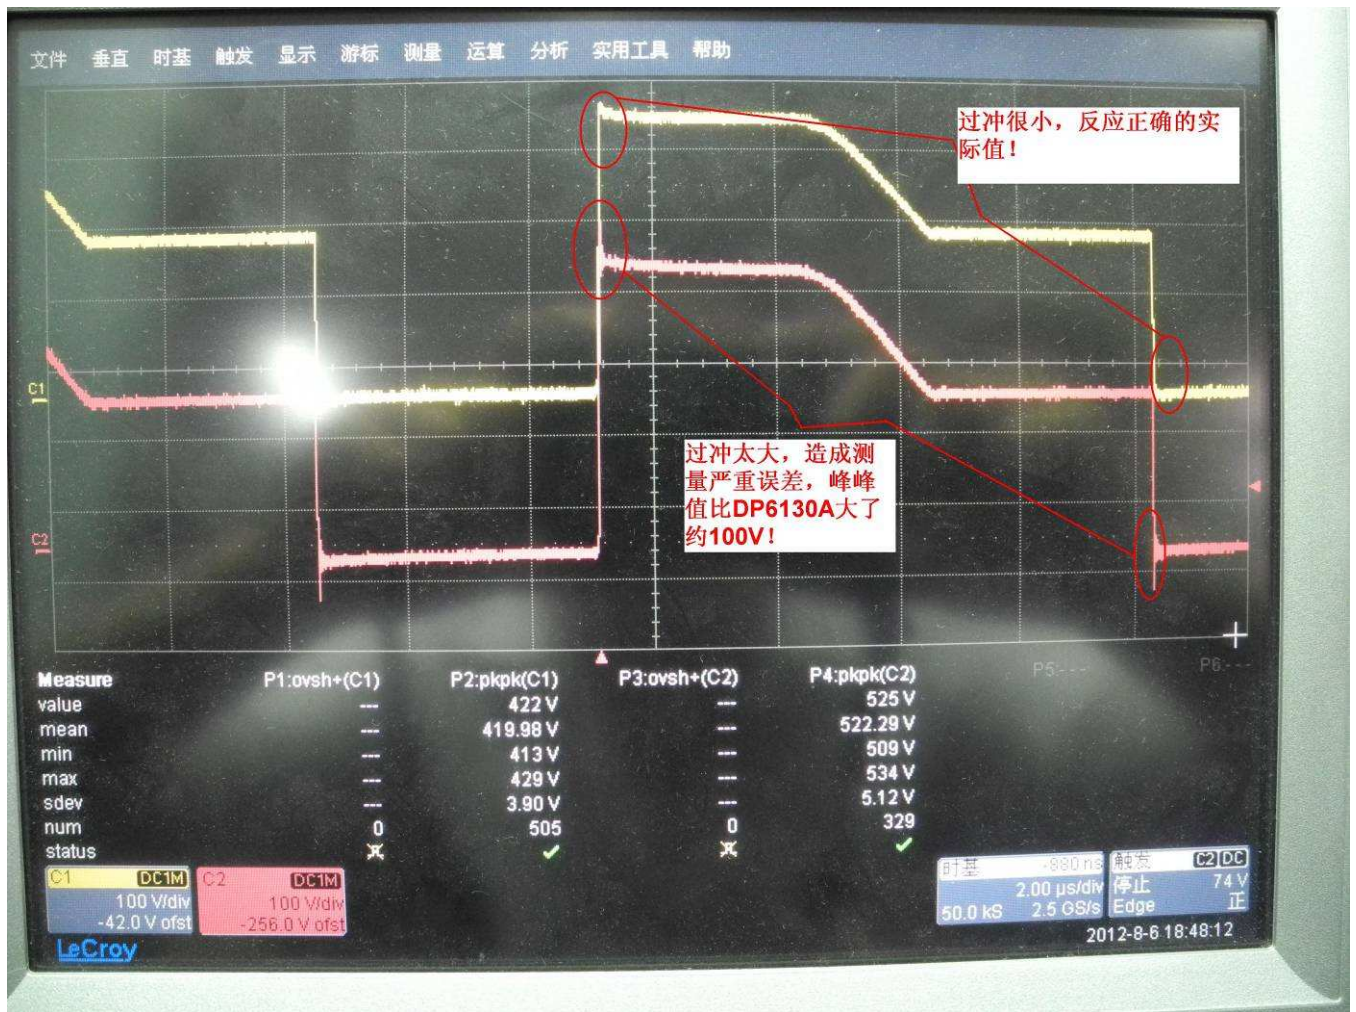 文件 垂直 时基 触发 显示 游标 测量 运算 分析 实用工具 帮助
过冲很小，反应正确的实
际值！
C1
过冲太大，造成测
量严重误差，峰峰
值比DP6130A大了
约100V！
C2
Measure P1:ovsh+(C1) P2:pkpk(C1) P3:ovsh+(C2) P4:pkpk(C2) P5:--- P6:---
value --- 422 V --- 525 V
mean --- 419.98 V --- 522.29 V
min --- 413 V --- 509 V
max --- 429 V --- 534 V
sdev --- 3.90 V --- 5.12 V
num 0 505 0 329
status
C1 DC1M
100 V/div
-42.0 V ofst
C2 DC1M
100 V/div
-256.0 V ofst
时基 -880 ns
2.00 µs/div
50.0 kS 2.5 GS/s
触发 C2 DC
停止 74 V
Edge 正
LeCroy
2012-8-6 18:48:12